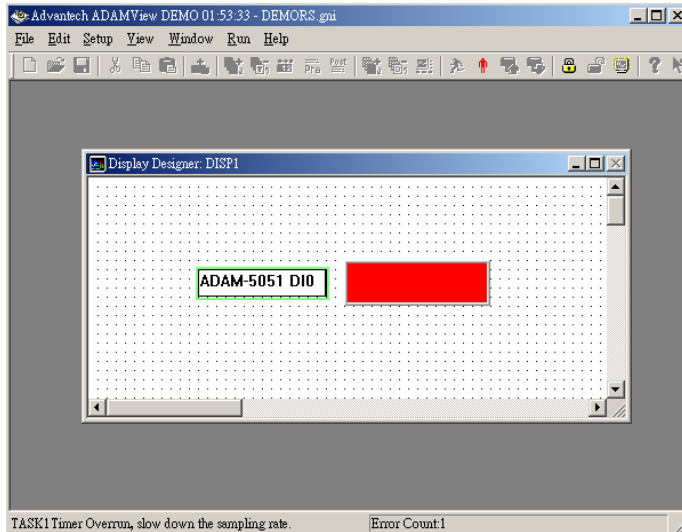 Advantech ADAMView DEMO 01:53:33 - DEMORS.gni
File Edit Setup View Window Run Help
Display Designer: DISP1
ADAM-5051 DI0
TASK1 Timer Overrun, slow down the sampling rate.
Error Count:1